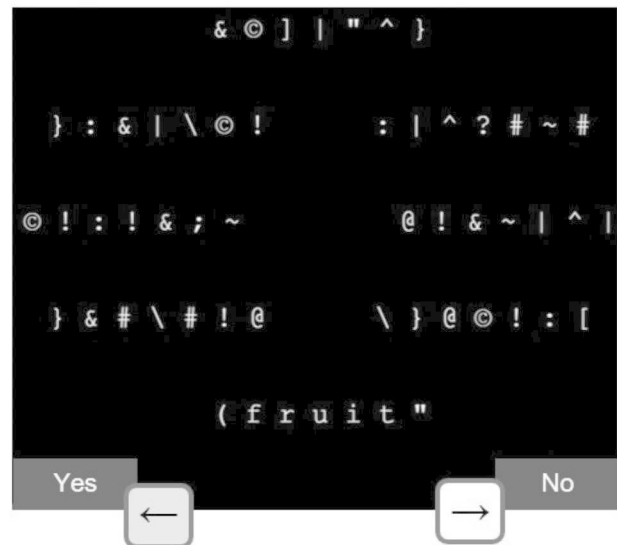 & © ] | " ^ }
} : & | \ © ! : | ^ ? # ~ #
© ! : ! & ; ~ @ ! & ~ | ^ |
} & # \ # ! @ \ } @ © ! : [
( f r u i t "
Yes No
← →